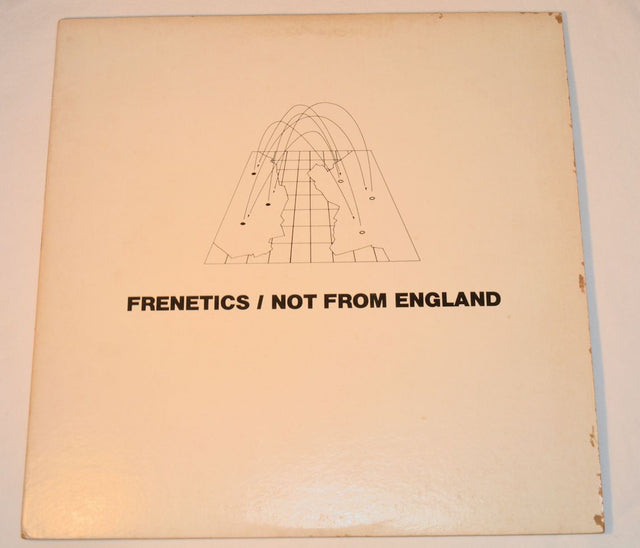 FRENETICS / NOT FROM ENGLAND